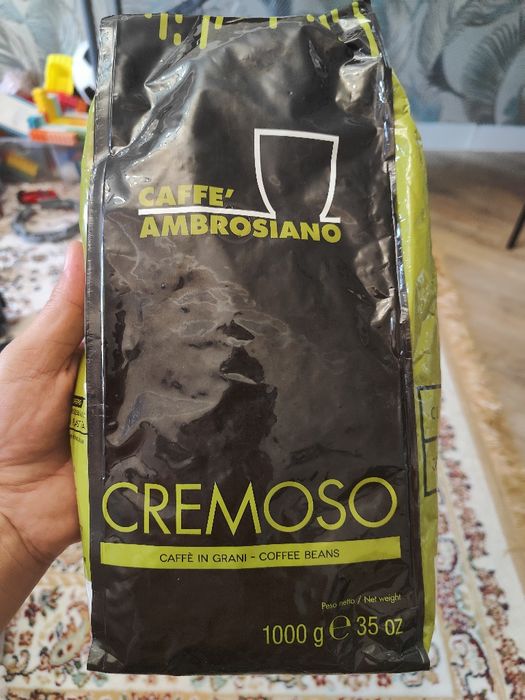 CAFFE'
AMBROSIANO
CREMOSO
CAFFÈ IN GRANI - COFFEE BEANS
Peso netto / Net weight
1000 g ℮ 35 oz